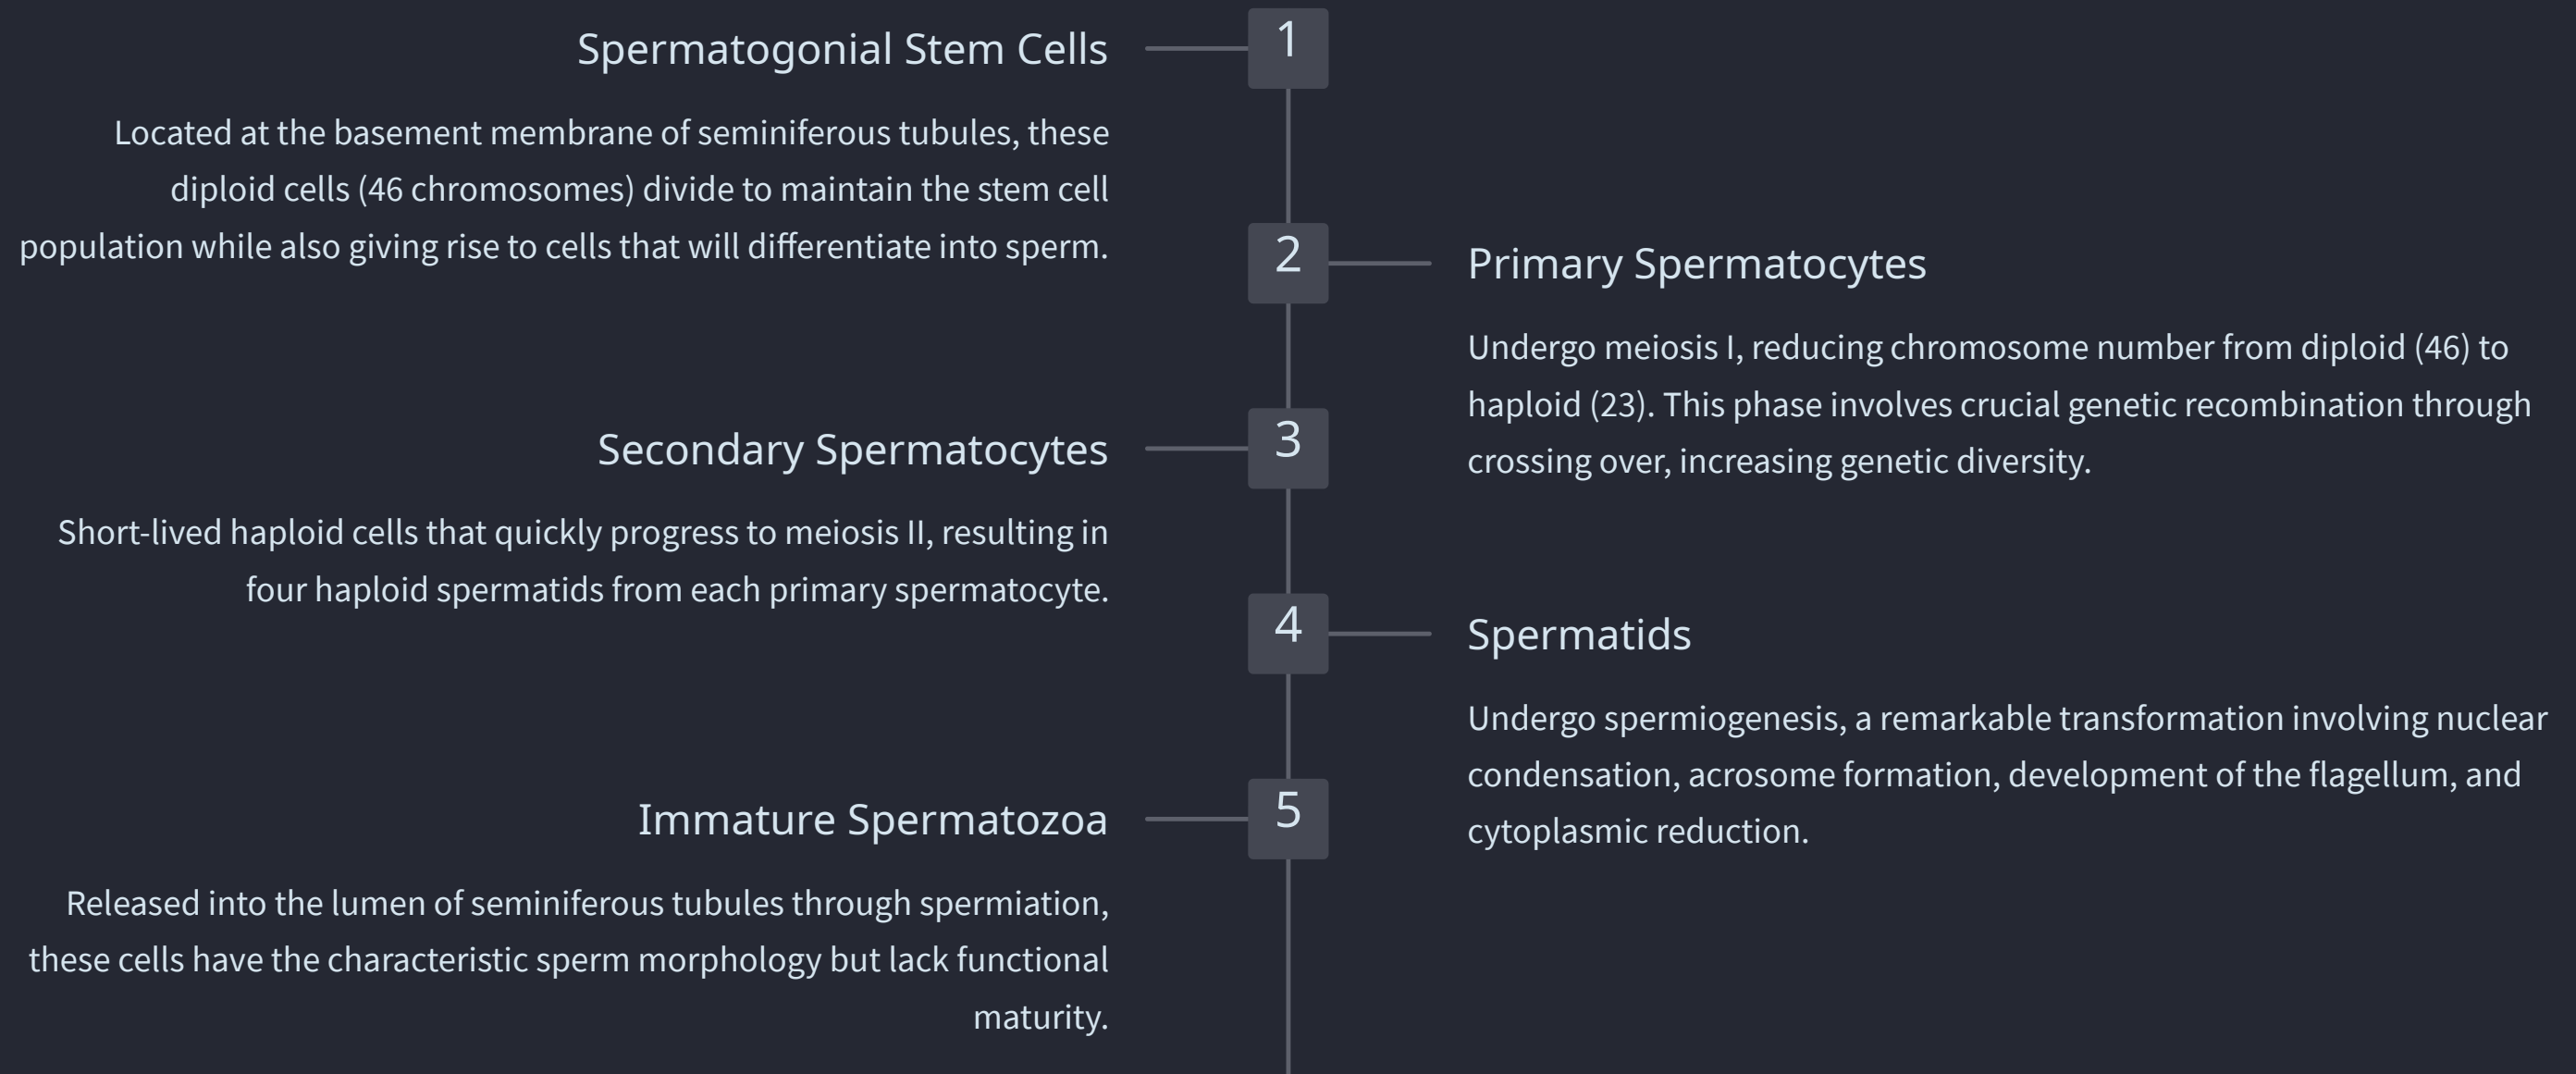 1
Spermatogonial Stem Cells
Located at the basement membrane of seminiferous tubules, these
diploid cells (46 chromosomes) divide to maintain the stem cell
population while also giving rise to cells that will differentiate into sperm.
2
Primary Spermatocytes
Undergo meiosis I, reducing chromosome number from diploid (46) to
haploid (23). This phase involves crucial genetic recombination through
crossing over, increasing genetic diversity.
3
Secondary Spermatocytes
Short-lived haploid cells that quickly progress to meiosis II, resulting in
four haploid spermatids from each primary spermatocyte.
4
Spermatids
Undergo spermiogenesis, a remarkable transformation involving nuclear
condensation, acrosome formation, development of the flagellum, and
cytoplasmic reduction.
5
Immature Spermatozoa
Released into the lumen of seminiferous tubules through spermiation,
these cells have the characteristic sperm morphology but lack functional
maturity.